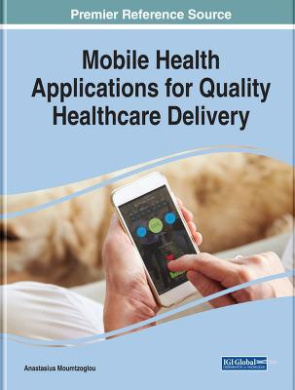 Premier Reference Source
Mobile Health
Applications for Quality
Healthcare Delivery
Anastasius Moumtzoglou
IGI Global